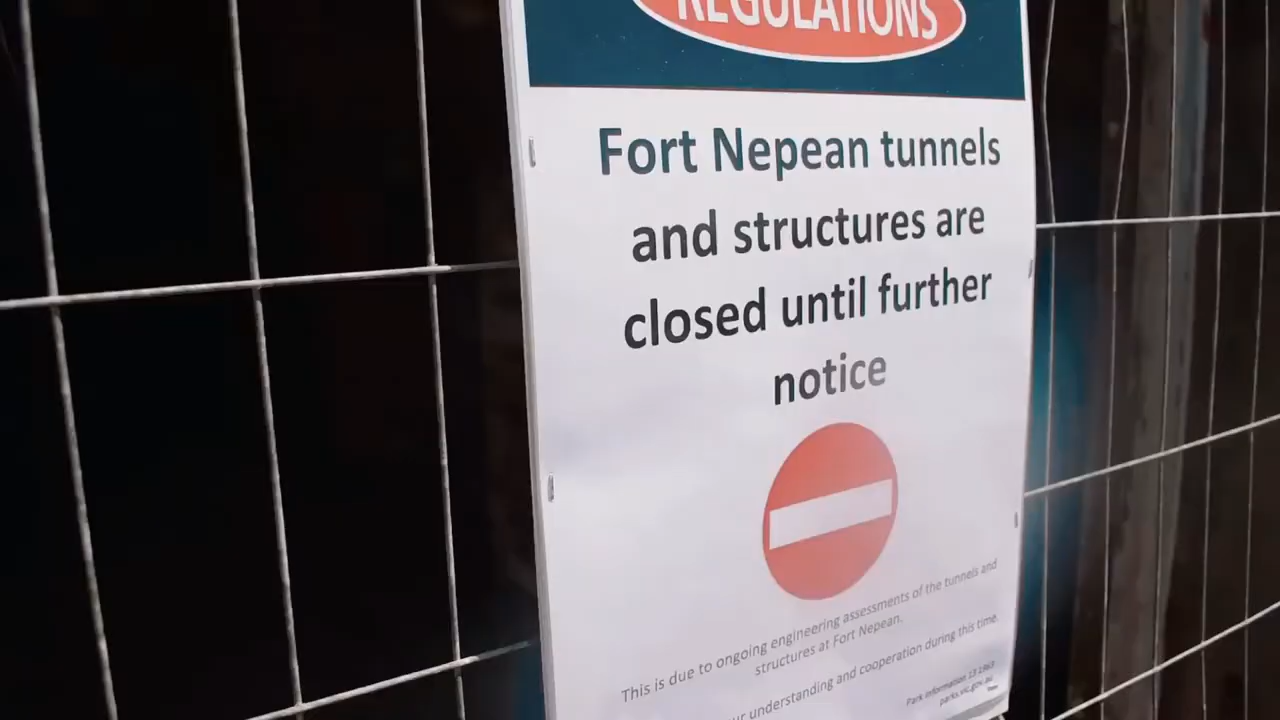 REGULATIONS
Fort Nepean tunnels
and structures are
closed until further
notice
This is due to ongoing engineering assessments of the tunnels and
structures at Fort Nepean.
understanding and cooperation during this time.
Park Information 13 1963
parks.vic.gov.au